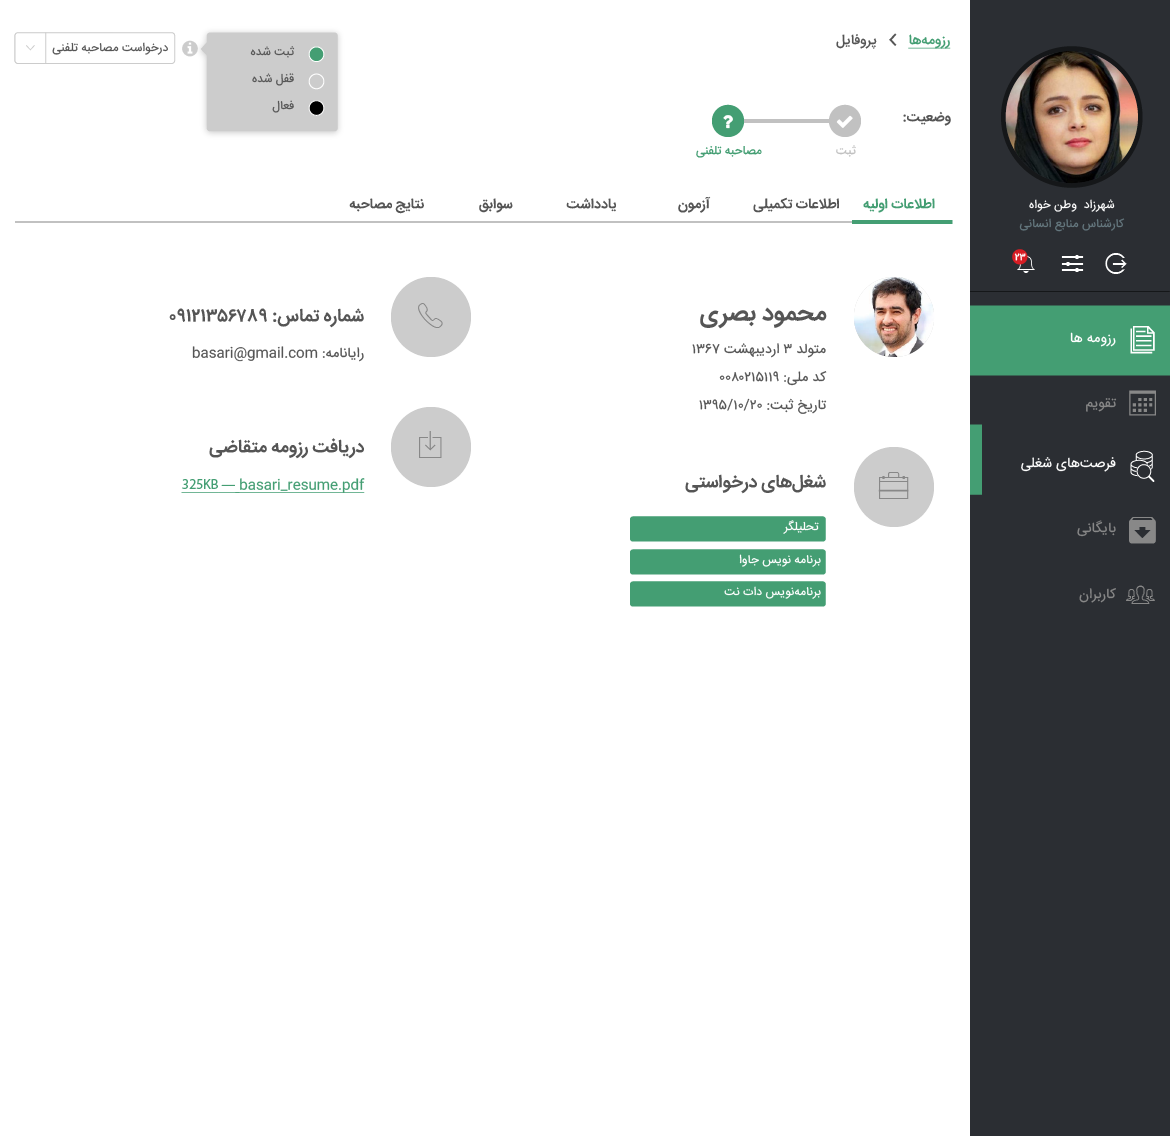 شهرزاد وطن خواه
کارشناس منابع انسانی
۲۳
رزومه ها
تقویم
فرصت‌های شغلی
بایگانی
کاربران
رزومه‌ها
پروفایل
ثبت شده
قفل شده
فعال
درخواست مصاحبه تلفنی
وضعیت:
ثبت
مصاحبه تلفنی
اطلاعات اولیه اطلاعات تکمیلی آزمون یادداشت سوابق نتایج مصاحبه
محمود بصری
متولد ۳ اردیبهشت ۱۳۶۷
کد ملی: ۰۰۸۰۲۱۵۱۱۹
تاریخ ثبت: ۱۳۹۵/۱۰/۲۰
شغل‌های درخواستی
تحلیلگر
برنامه نویس جاوا
برنامه‌نویس دات نت
شماره تماس: ۰۹۱۲۱۳۵۶۷۸۹
رایانامه: basari@gmail.com
دریافت رزومه متقاضی
325KB — basari_resume.pdf